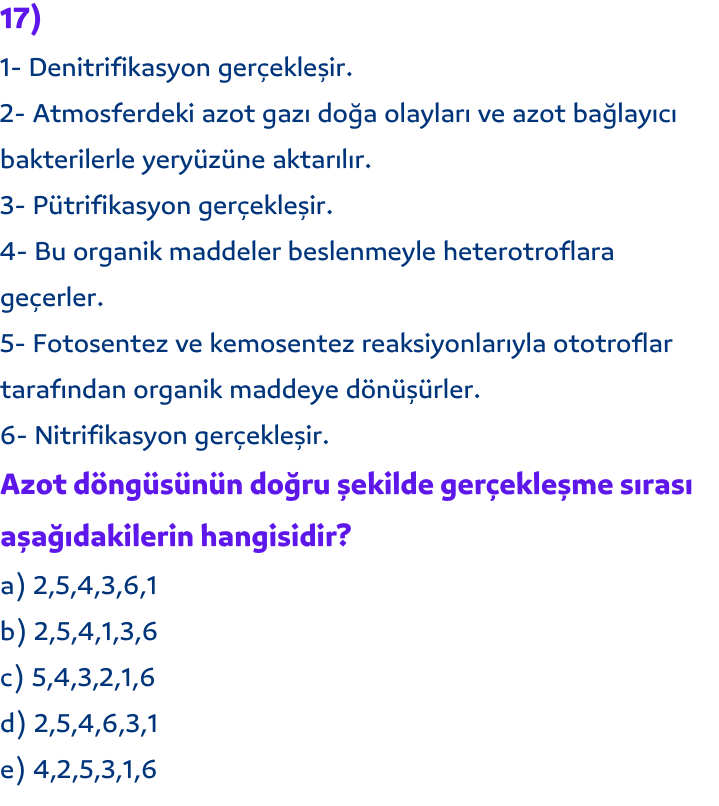 17)
1- Denitrifikasyon gerçekleşir.
2- Atmosferdeki azot gazı doğa olayları ve azot bağlayıcı
bakterilerle yeryüzüne aktarılır.
3- Pütrifikasyon gerçekleşir.
4- Bu organik maddeler beslenmeyle heterotroflara
geçerler.
5- Fotosentez ve kemosentez reaksiyonlarıyla ototroflar
tarafından organik maddeye dönüşürler.
6- Nitrifikasyon gerçekleşir.
Azot döngüsünün doğru şekilde gerçekleşme sırası
aşağıdakilerin hangisidir?
a) 2,5,4,3,6,1
b) 2,5,4,1,3,6
c) 5,4,3,2,1,6
d) 2,5,4,6,3,1
e) 4,2,5,3,1,6